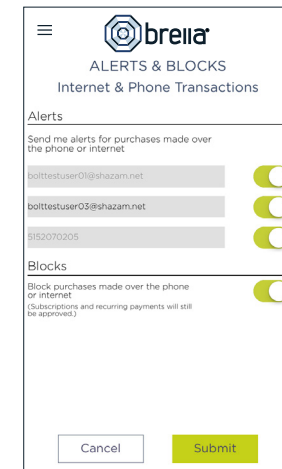 brella
ALERTS & BLOCKS
Internet & Phone Transactions
Alerts
Send me alerts for purchases made over
the phone or internet
bolttestuser01@shazam.net
bolttestuser03@shazam.net
5152070205
Blocks
Block purchases made over the phone
or internet
(Subscriptions and recurring payments will still
be approved.)
Cancel Submit